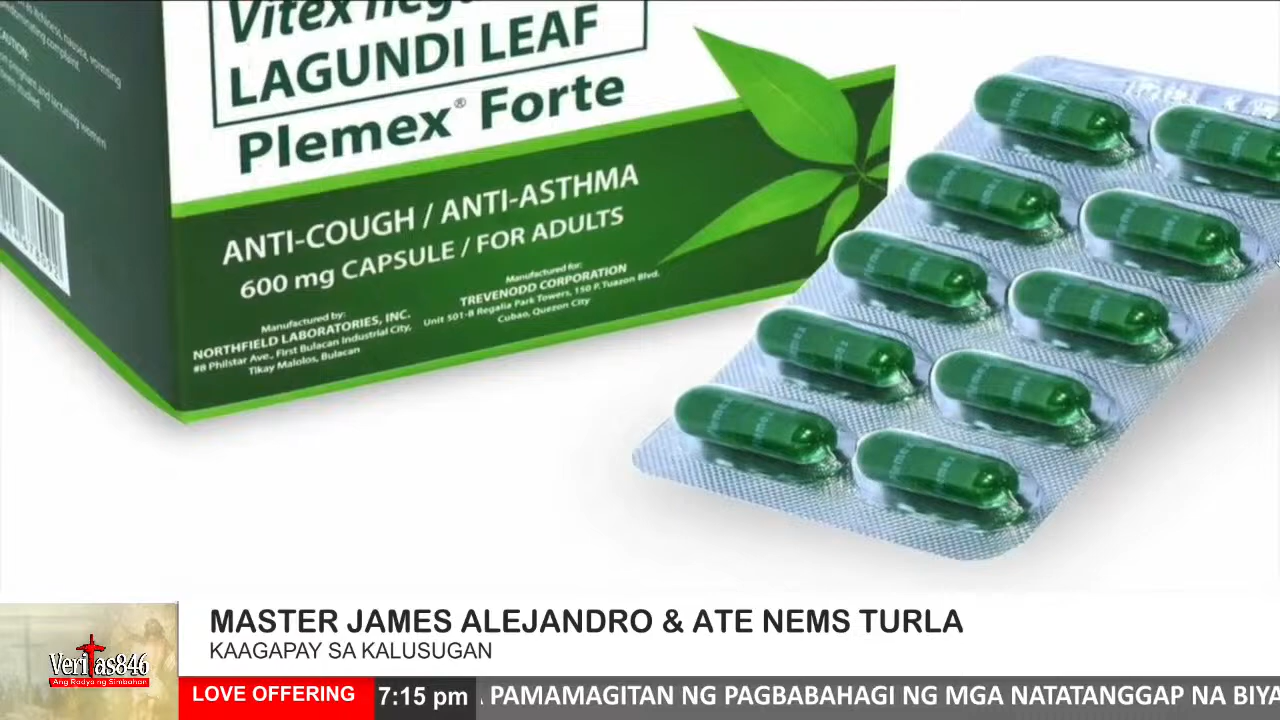 Vitex
LAGUNDI LEAF
Plemex® Forte
ANTI-COUGH / ANTI-ASTHMA
600 mg CAPSULE / FOR ADULTS
Manufactured by:
NORTHFIELD LABORATORIES, INC.
#8 Philstar Ave., First Bulacan Industrial City,
Tikay Malolos, Bulacan
Manufactured for:
TREVENODD CORPORATION
Unit 501-B Regalia Park Towers, 150 P. Tuazon Blvd.
Cubao, Quezon City
MASTER JAMES ALEJANDRO & ATE NEMS TURLA
KAAGAPAY SA KALUSUGAN
Veritas846
Ang Radyo ng Simbahan
LOVE OFFERING
7:15 pm
PAMAMAGITAN NG PAGBABAHAGI NG MGA NATATANGGAP NA BIYA